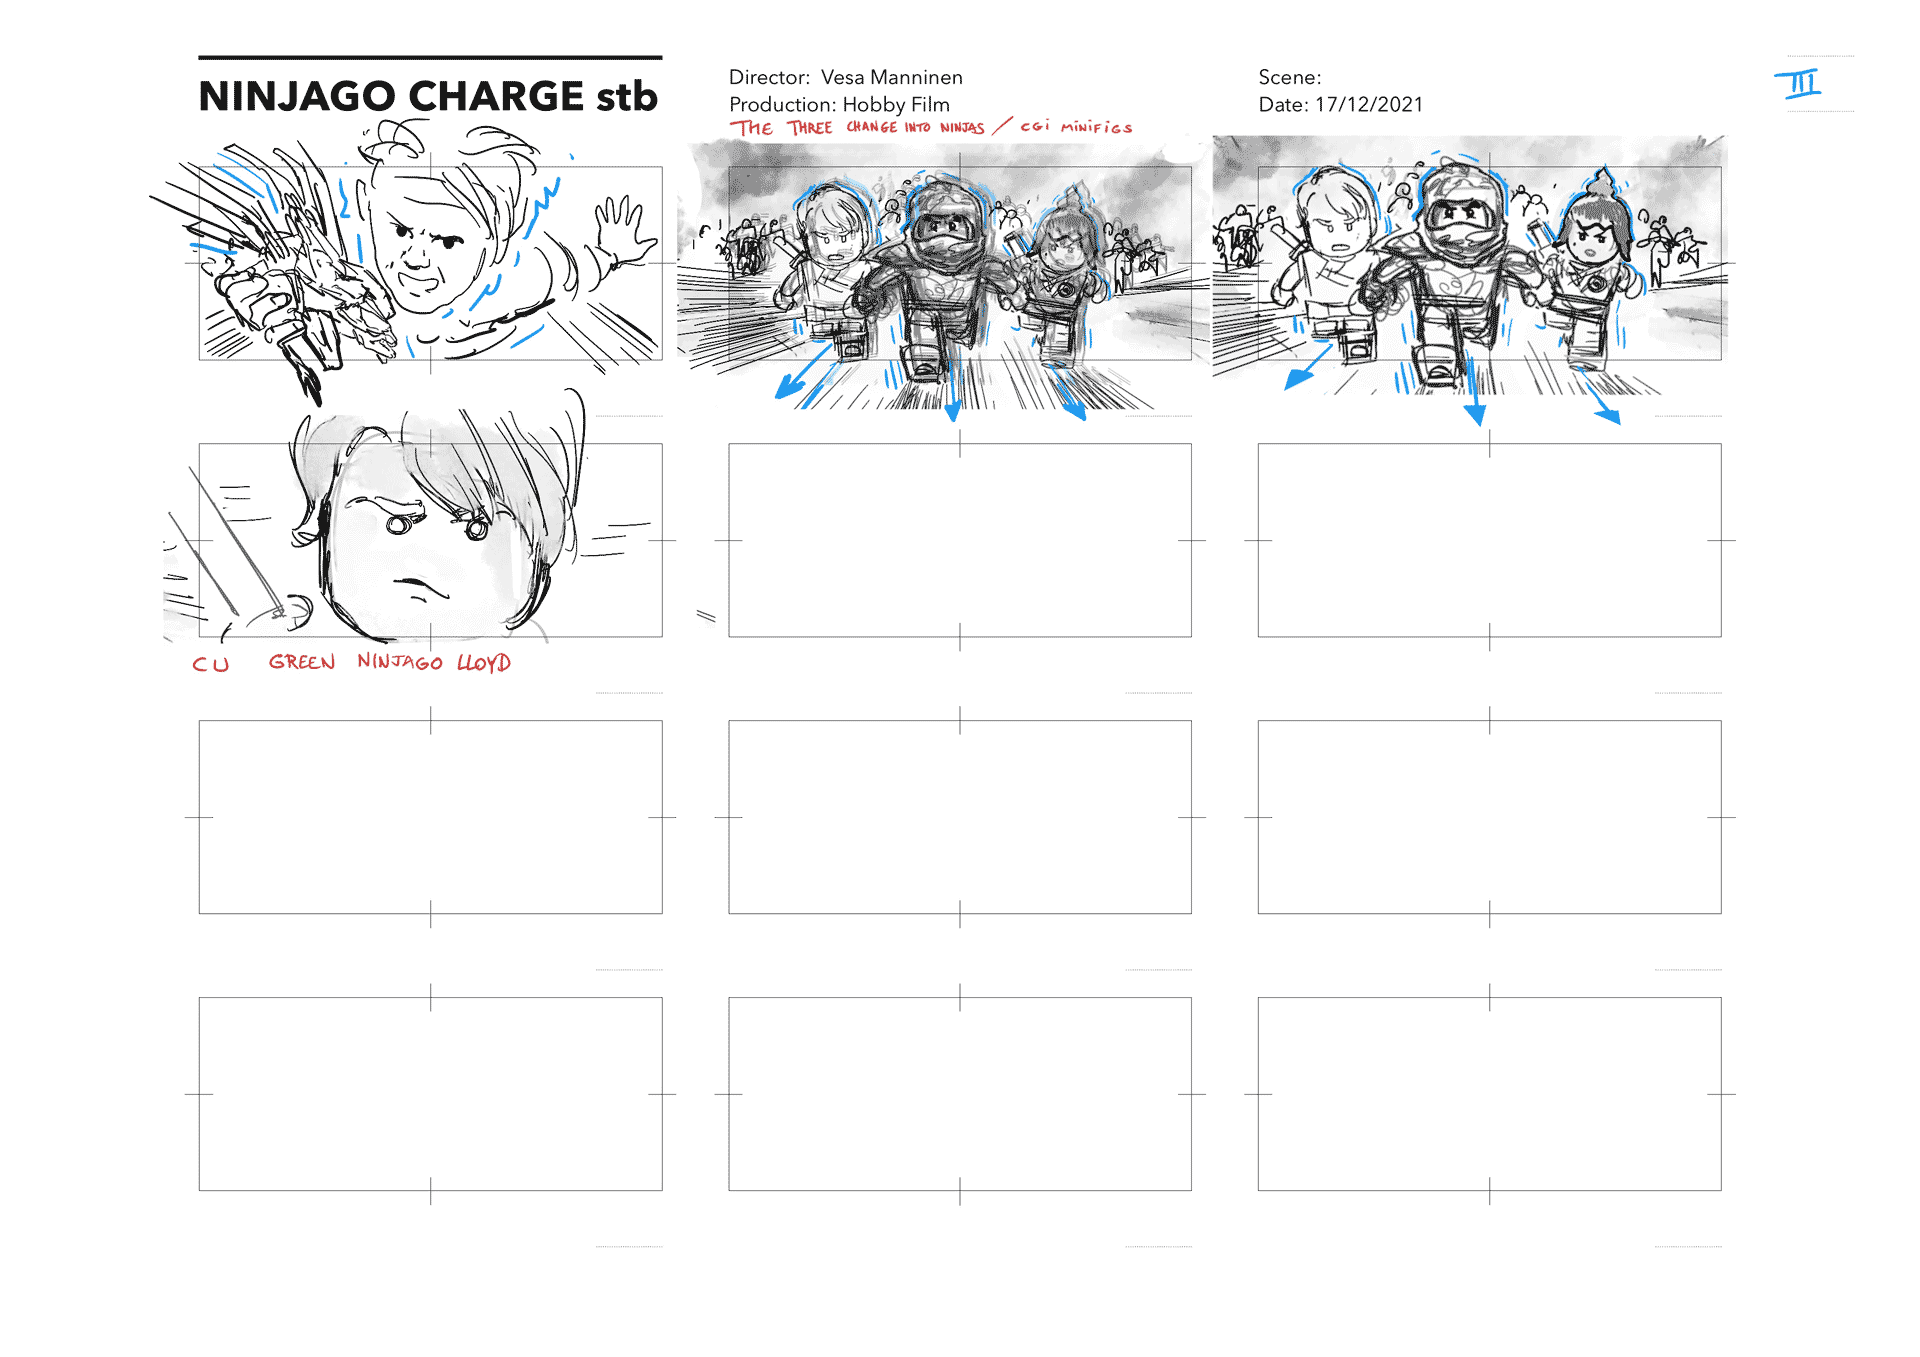 NINJAGO CHARGE stb
Director: Vesa Manninen
Production: Hobby Film
Scene:
Date: 17/12/2021
III
THE THREE CHANGE INTO NINJAS / CGI MINIFIGS
CU GREEN NINJAGO LLOYD